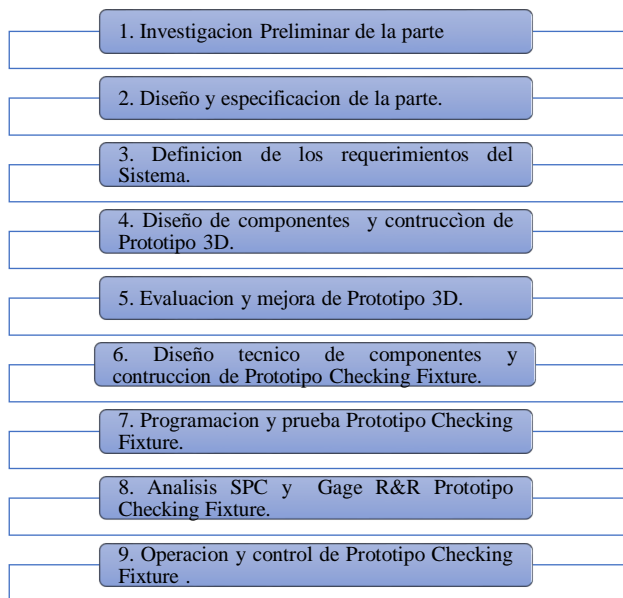 1. Investigacion Preliminar de la parte
2. Diseño y especificacion de la parte.
3. Definicion de los requerimientos del
Sistema.
4. Diseño de componentes y contrucciòn de
Prototipo 3D.
5. Evaluacion y mejora de Prototipo 3D.
6. Diseño tecnico de componentes y
contruccion de Prototipo Checking Fixture.
7. Programacion y prueba Prototipo Checking
Fixture.
8. Analisis SPC y Gage R&R Prototipo
Checking Fixture.
9. Operacion y control de Prototipo Checking
Fixture .